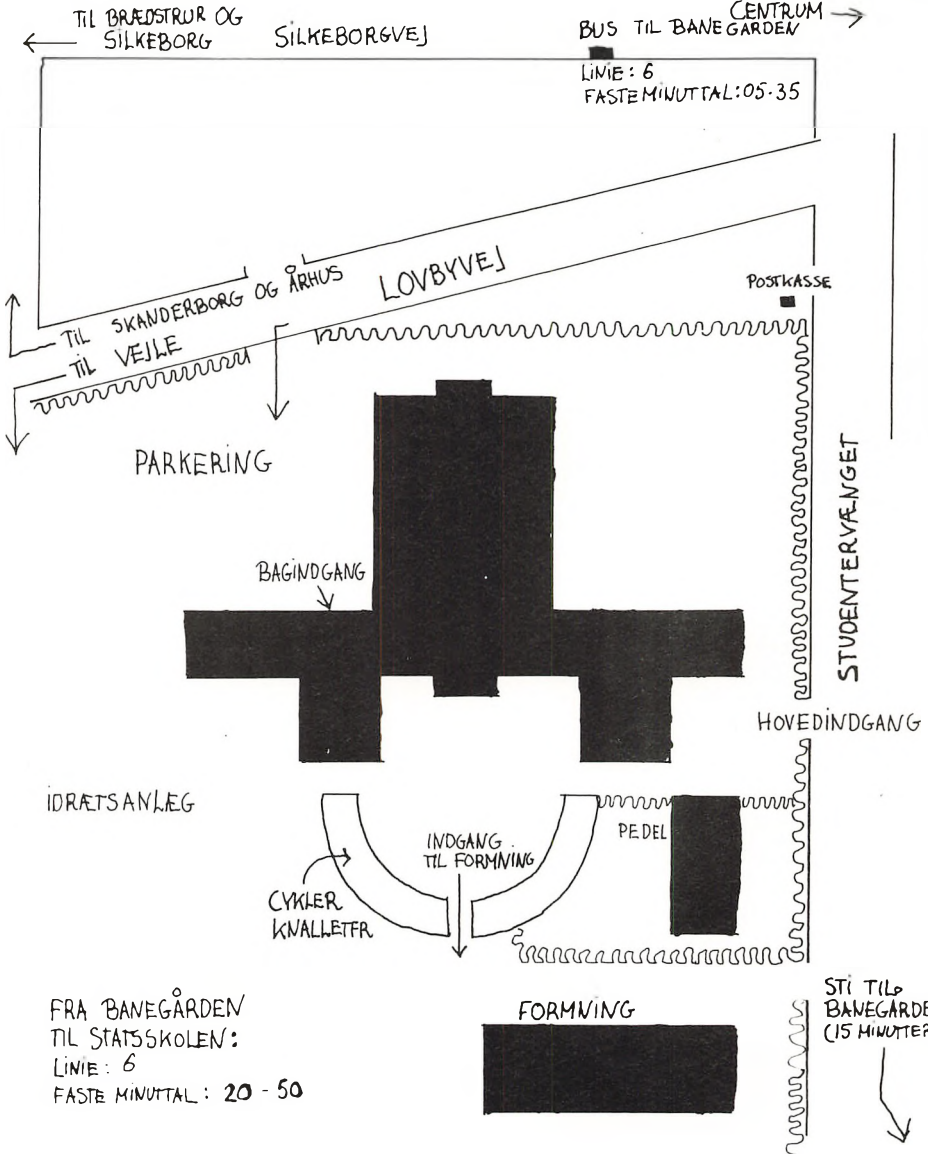 TIL BRÆDSTRUP OG
SILKEBORG
SILKEBORGVEJ
CENTRUM
BUS TIL BANEGÅRDEN
LINIE: 6
FASTE MINUTTAL: 05-35
POSTKASSE
LOVBYVEJ
TIL SKANDERBORG OG ÅRHUS
TIL VEJLE
PARKERING
STUDENTERVÆNGET
BAGINDGANG
HOVEDINDGANG
IDRÆTSANLÆG
PEDEL
INDGANG
TIL FORMNING
CYKLER
KNALLETER
FRA BANEGÅRDEN
TIL STATSSKOLEN:
LINIE: 6
FASTE MINUTTAL: 20 - 50
FORMNING
STI TIL
BANEGÅRDE
(15 MINUTTER